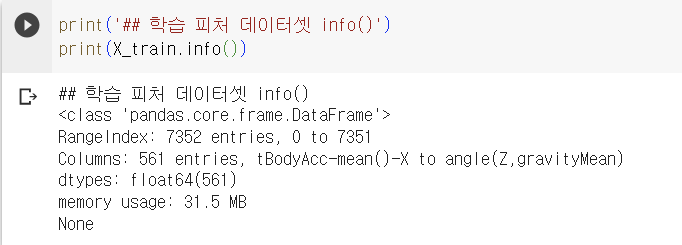 print('## 학습 피처 데이터셋 info()')
print(X_train.info())
## 학습 피처 데이터셋 info()
<class 'pandas.core.frame.DataFrame'>
RangeIndex: 7352 entries, 0 to 7351
Columns: 561 entries, tBodyAcc-mean()-X to angle(Z,gravityMean)
dtypes: float64(561)
memory usage: 31.5 MB
None